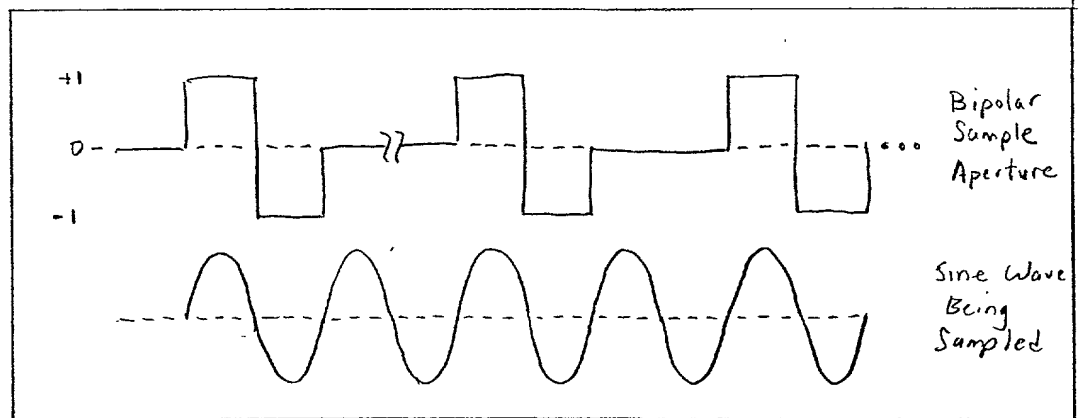 +1
0
-1
Bipolar
Sample
Aperture
Sine Wave
Being
Sampled